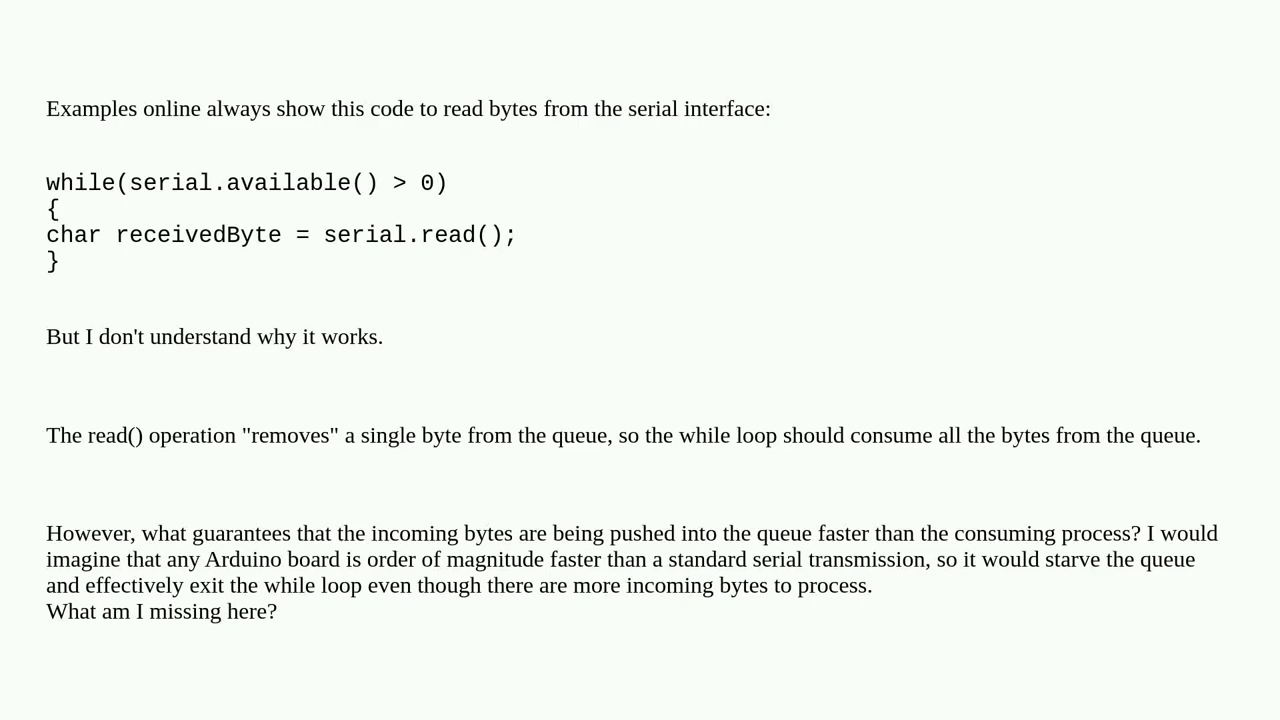 Examples online always show this code to read bytes from the serial interface:
while(serial.available() > 0)
{
char receivedByte = serial.read();
}
But I don't understand why it works.
The read() operation "removes" a single byte from the queue, so the while loop should consume all the bytes from the queue.
However, what guarantees that the incoming bytes are being pushed into the queue faster than the consuming process? I would
imagine that any Arduino board is order of magnitude faster than a standard serial transmission, so it would starve the queue
and effectively exit the while loop even though there are more incoming bytes to process.
What am I missing here?